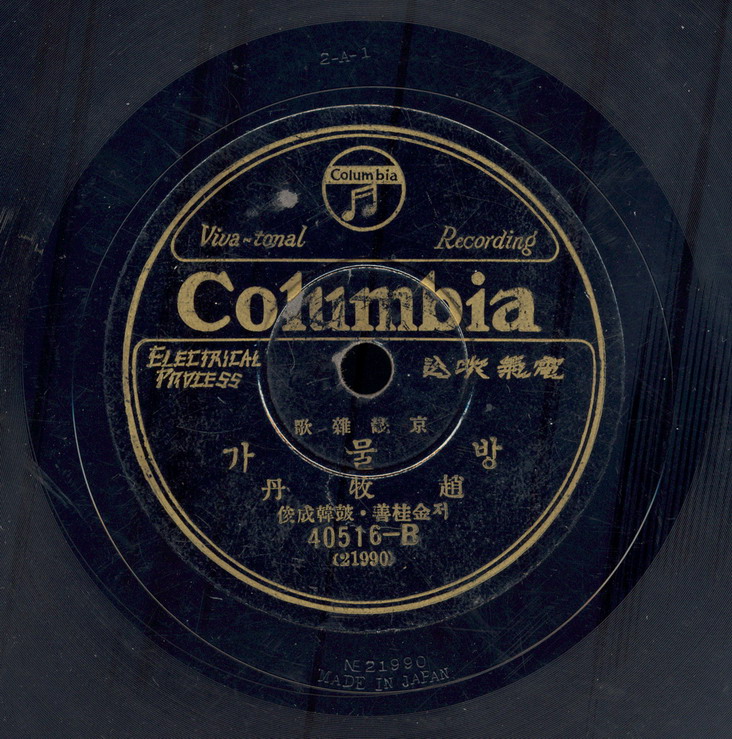 2-A-1
Columbia
Viva-tonal Recording
Columbia
ELECTRICAL
PROCESS
電氣吹込
京 雜歌
방물가
趙牧丹
저金桂善・鼓韓成俊
40516-B
(21990)
№21990
MADE IN JAPAN